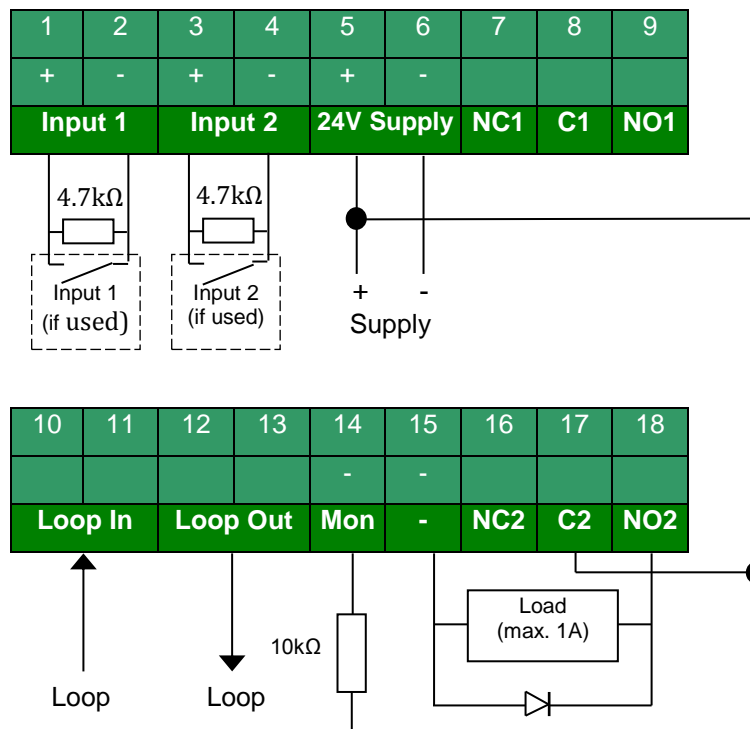 1 2 3 4 5 6 7 8 9
+ - + - + -
Input 1 Input 2 24V Supply NC1 C1 NO1
4.7kΩ 4.7kΩ
Input 1 Input 2 + -
(if used) (if used) Supply
10 11 12 13 14 15 16 17 18
- -
Loop In Loop Out Mon - NC2 C2 NO2
Load
(max. 1A)
10kΩ
Loop Loop